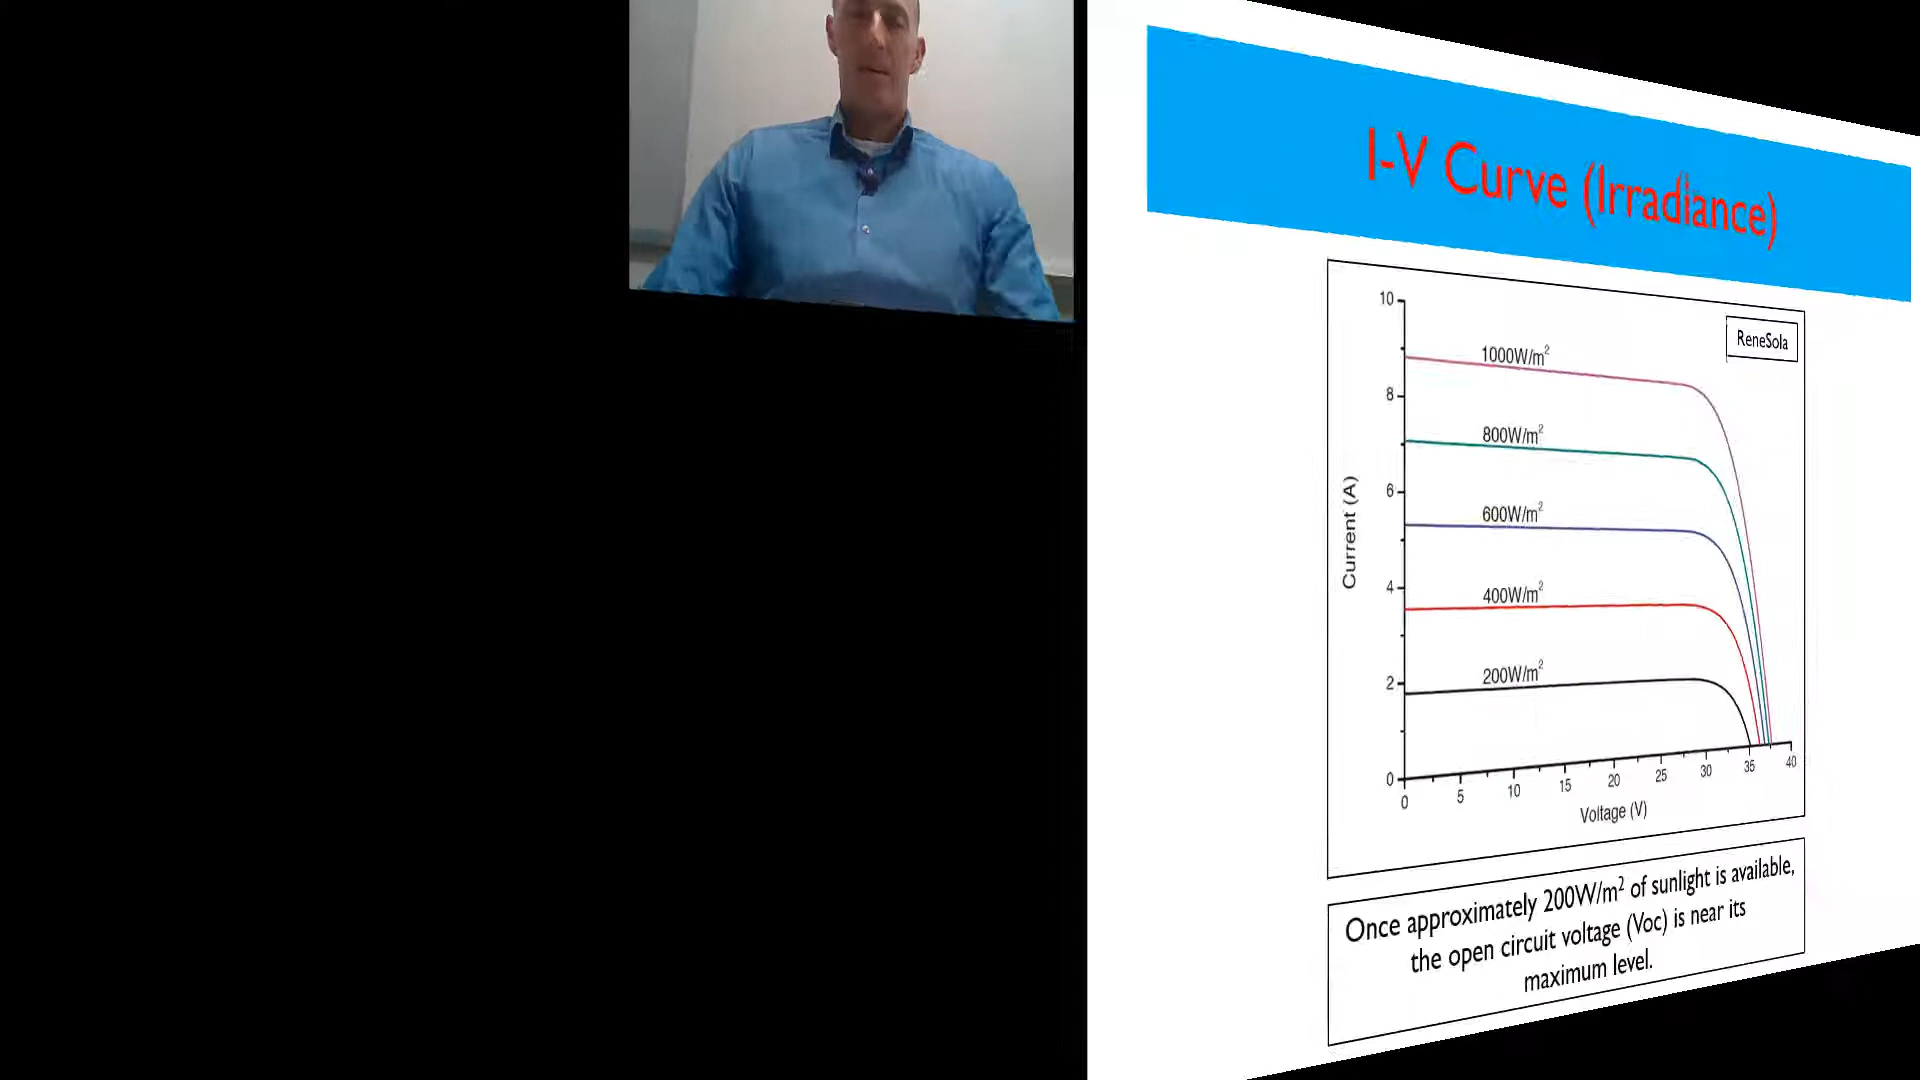 I-V Curve (Irradiance)
ReneSola
10
8
6
4
2
0
Current (A)
1000W/m²
800W/m²
600W/m²
400W/m²
200W/m²
0 5 10 15 20 25 30 35 40
Voltage (V)
Once approximately 200W/m² of sunlight is available,
the open circuit voltage (Voc) is near its
maximum level.